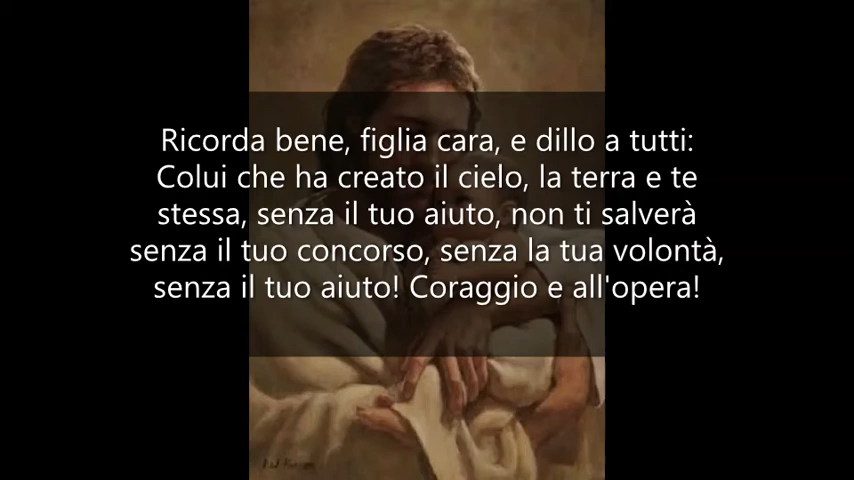 Ricorda bene, figlia cara, e dillo a tutti:
Colui che ha creato il cielo, la terra e te
stessa, senza il tuo aiuto, non ti salverà
senza il tuo concorso, senza la tua volontà,
senza il tuo aiuto! Coraggio e all'opera!